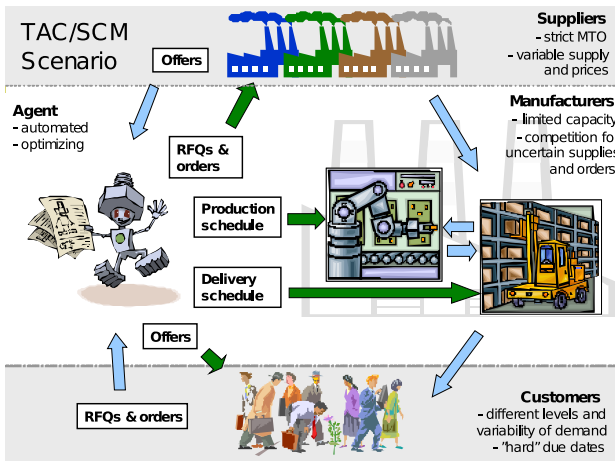 TAC/SCM
Scenario
Offers
Suppliers
- strict MTO
- variable supply
and prices
Agent
- automated
- optimizing
RFQs &
orders
Manufacturers
- limited capacity
- competition fo
uncertain supplies
and orders
Production
schedule
Delivery
schedule
Offers
RFQs & orders
Customers
- different levels and
variability of demand
- "hard" due dates